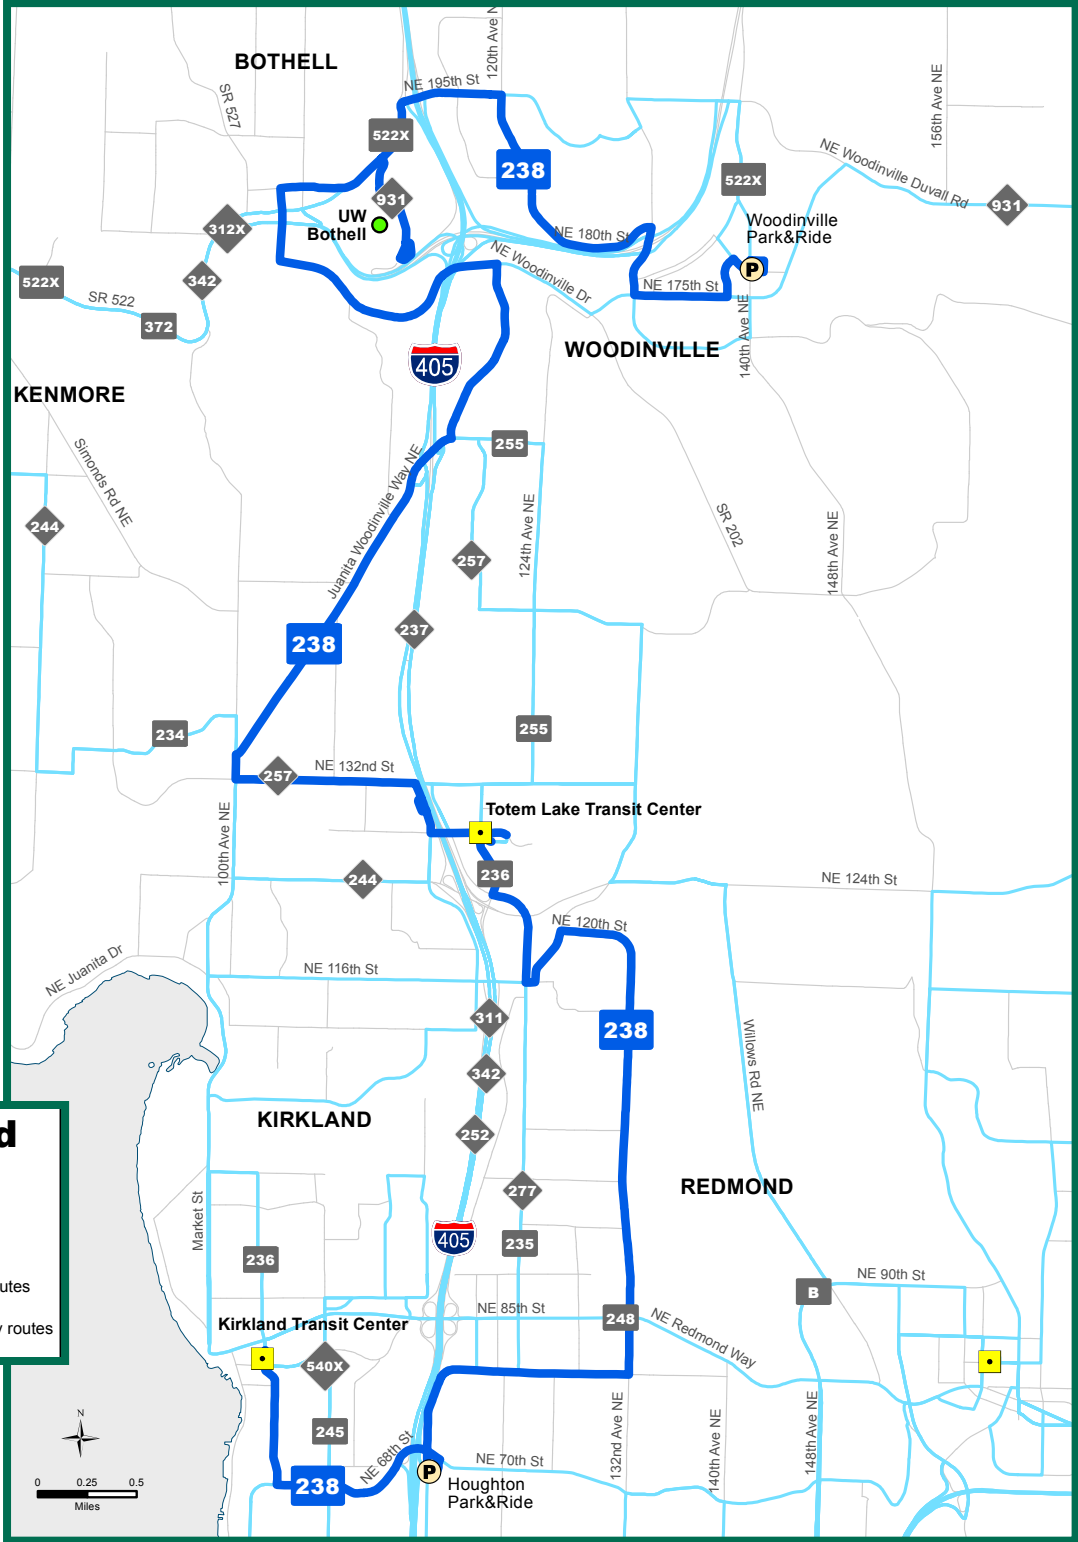 BOTHELL
120th Ave N
NE 195th St
SR 527
156th Ave NE
522X
238
NE Woodinville Duvall Rd
522X
931
931
UW
Bothell
312X
Woodinville
Park&Ride
NE 180th St
P
NE Woodinville Dr
522X
342
NE 175th St
SR 522
372
140th Ave NE
405
WOODINVILLE
KENMORE
Simonds Rd NE
255
Juanita Woodinville Way NE
244
124th Ave NE
SR 202
148th Ave NE
257
237
238
234
255
257
NE 132nd St
Totem Lake Transit Center
100th Ave NE
244
236
NE 124th St
NE 120th St
NE Juanita Dr
NE 116th St
311
238
Willows Rd NE
342
KIRKLAND
252
d
REDMOND
277
Market St
405
235
236
utes
NE 90th St
B
NE 85th St
248
NE Redmond Way
Kirkland Transit Center
y routes
540X
132nd Ave NE
140th Ave NE
148th Ave NE
245
NE 68th St
NE 70th St
P
Houghton
Park&Ride
238
N
0 0.25 0.5
Miles